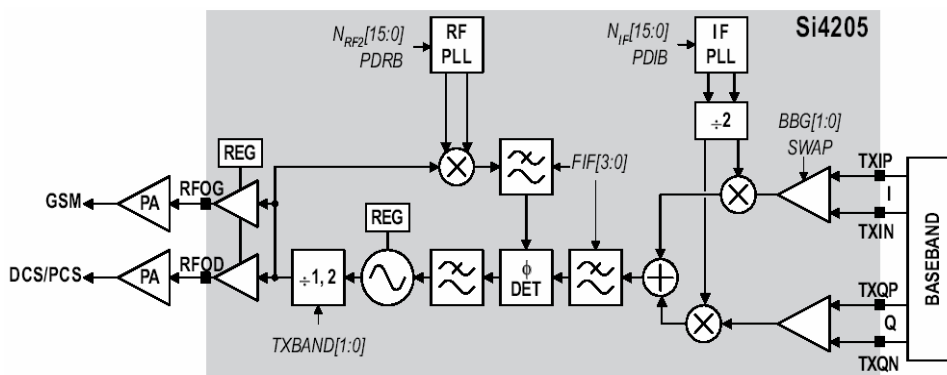 Si4205
N_RF2[15:0]
PDRB
RF
PLL
N_IF[15:0]
PDIB
IF
PLL
÷2
BBG[1:0]
SWAP
REG
FIF[3:0]
TXIP
I
TXIN
GSM
PA
RFOG
REG
DCS/PCS
PA
RFOD
÷1, 2
ϕ
DET
TXBAND[1:0]
TXQP
Q
TXQN
BASEBAND